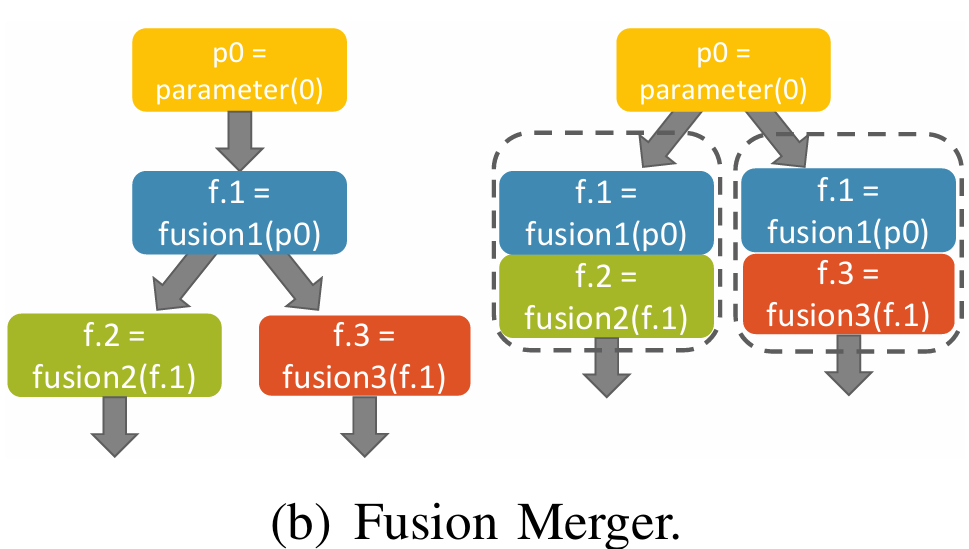 p0 =
parameter(0)
f.1 =
fusion1(p0)
f.2 =
fusion2(f.1)
f.3 =
fusion3(f.1)
p0 =
parameter(0)
f.1 =
fusion1(p0)
f.2 =
fusion2(f.1)
f.1 =
fusion1(p0)
f.3 =
fusion3(f.1)
(b) Fusion Merger.